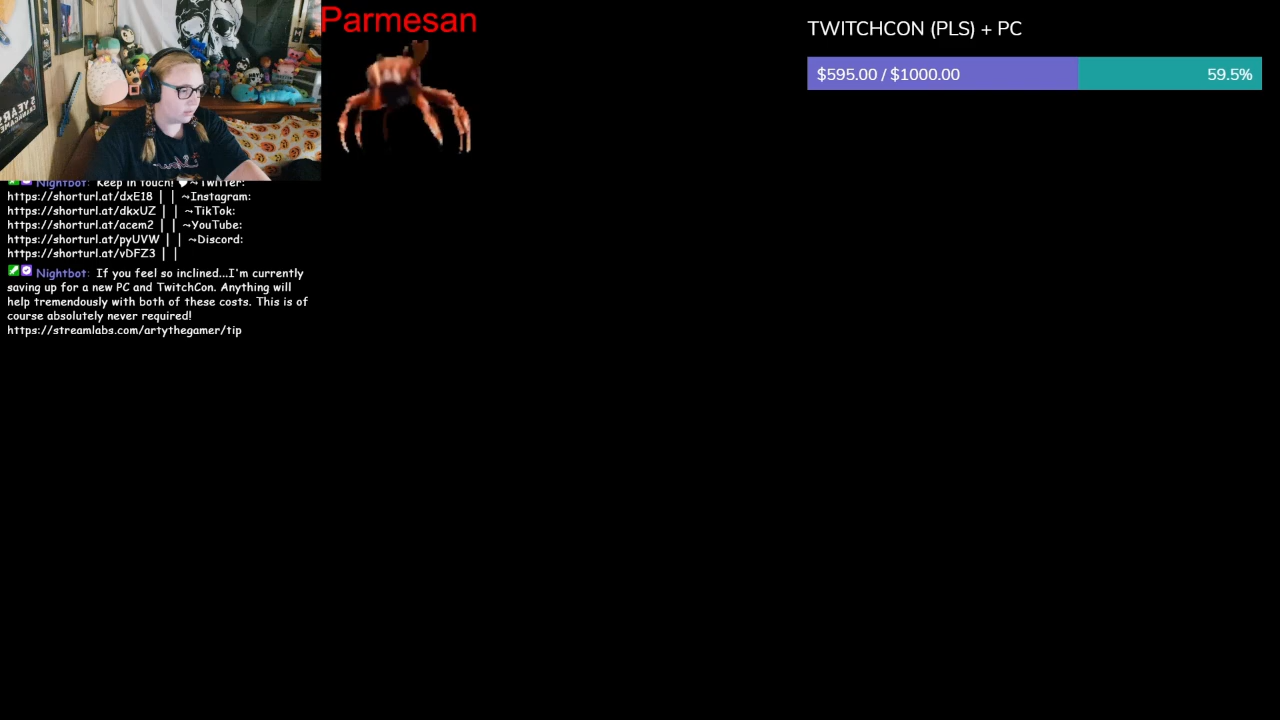 Parmesan
TWITCHCON (PLS) + PC
$595.00 / $1000.00 59.5%
Nightbot: Keep in touch! ~Twitter:
https://shorturl.at/dxE18 | | ~Instagram:
https://shorturl.at/dkxUZ | | ~TikTok:
https://shorturl.at/acem2 | | ~YouTube:
https://shorturl.at/pyUVW | | ~Discord:
https://shorturl.at/vDFZ3 | |
Nightbot: If you feel so inclined...I'm currently
saving up for a new PC and TwitchCon. Anything will
help tremendously with both of these costs. This is of
course absolutely never required!
https://streamlabs.com/artythegamer/tip